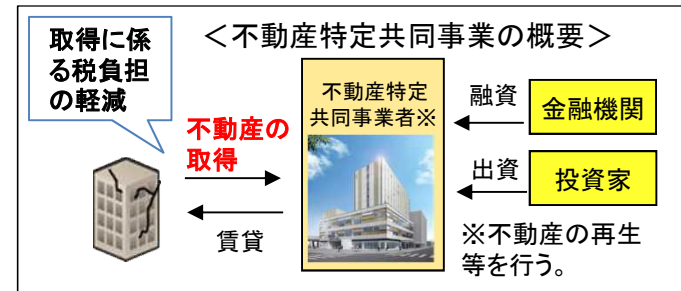 ＜不動産特定共同事業の概要＞
取得に係
る税負担
の軽減
不動産の
取得
賃貸
不動産特定
共同事業者※
融資
金融機関
出資
投資家
※不動産の再生
等を行う。